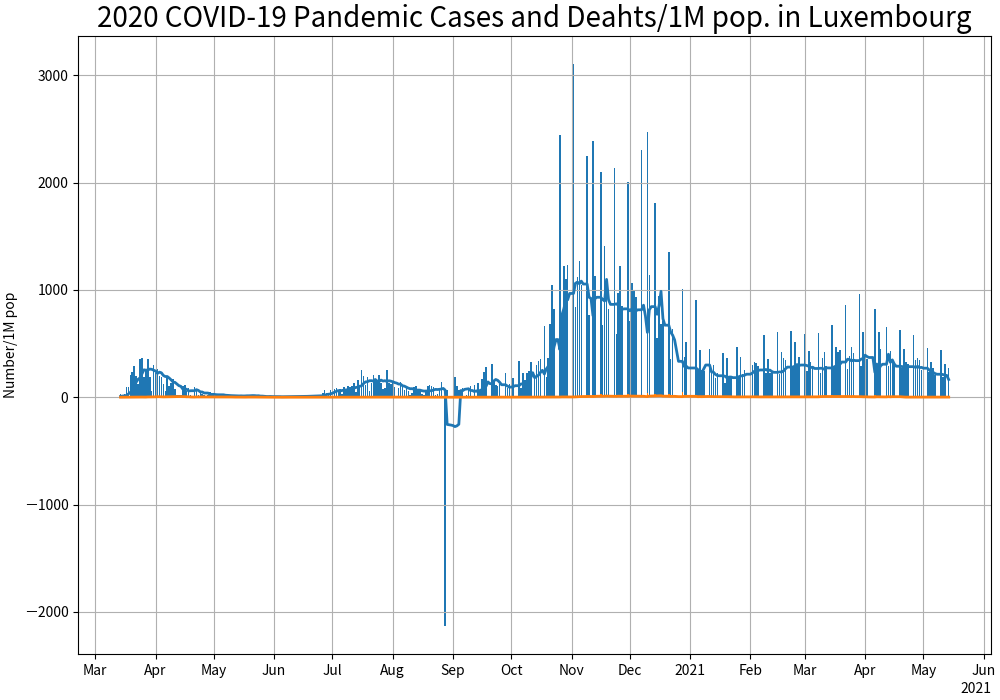 2020 COVID-19 Pandemic Cases and Deahts/1M pop. in Luxembourg
Number/1M pop
3000
2000
1000
0
−1000
−2000
Mar Apr May Jun Jul Aug Sep Oct Nov Dec 2021 Feb Mar Apr May Jun
2021